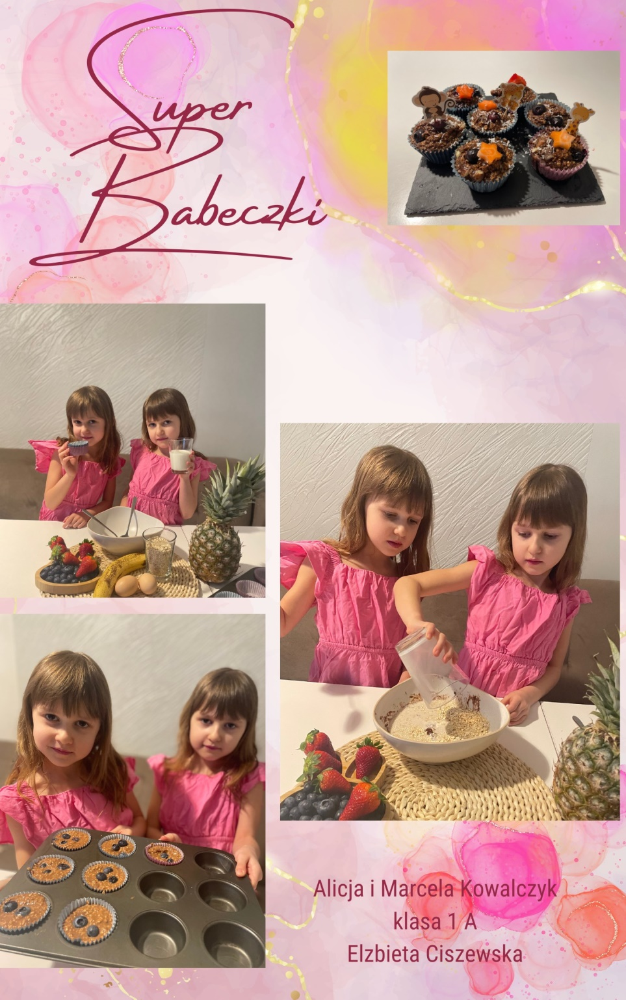 Super
Babeczki
Alicja i Marcela Kowalczyk
klasa 1 A
Elzbieta Ciszewska